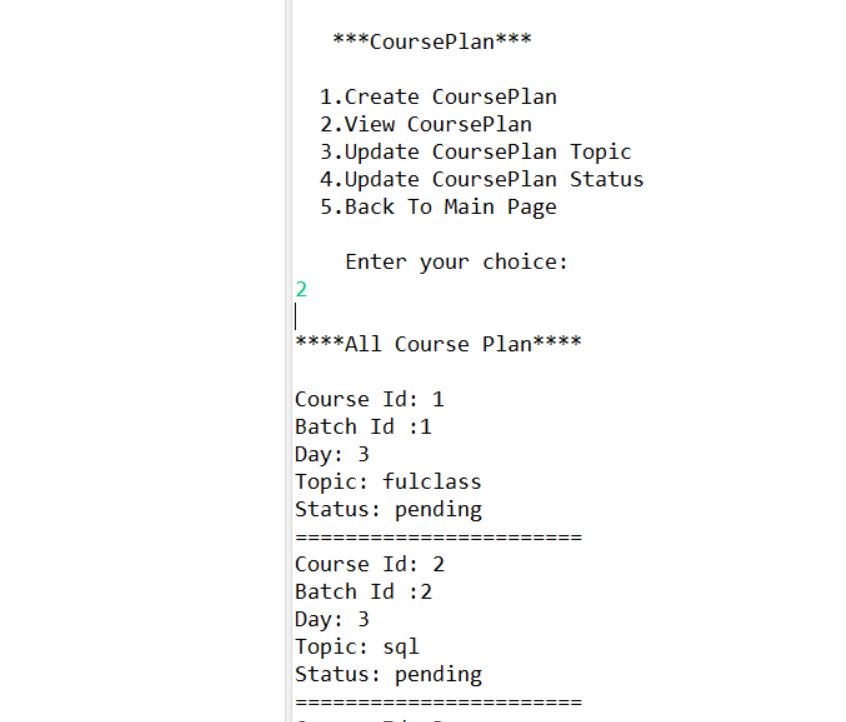 ***CoursePlan***
1.Create CoursePlan
2.View CoursePlan
3.Update CoursePlan Topic
4.Update CoursePlan Status
5.Back To Main Page
Enter your choice:
2
****All Course Plan****
Course Id: 1
Batch Id :1
Day: 3
Topic: fulclass
Status: pending
=======================
Course Id: 2
Batch Id :2
Day: 3
Topic: sql
Status: pending
=======================